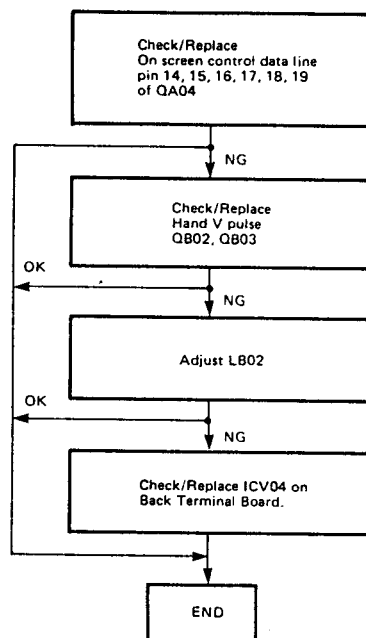 Check/Replace
On screen control data line
pin 14, 15, 16, 17, 18, 19
of QA04
NG
Check/Replace
Hand V pulse
QB02, QB03
OK
NG
Adjust LB02
OK
NG
Check/Replace ICV04 on
Back Terminal Board.
END